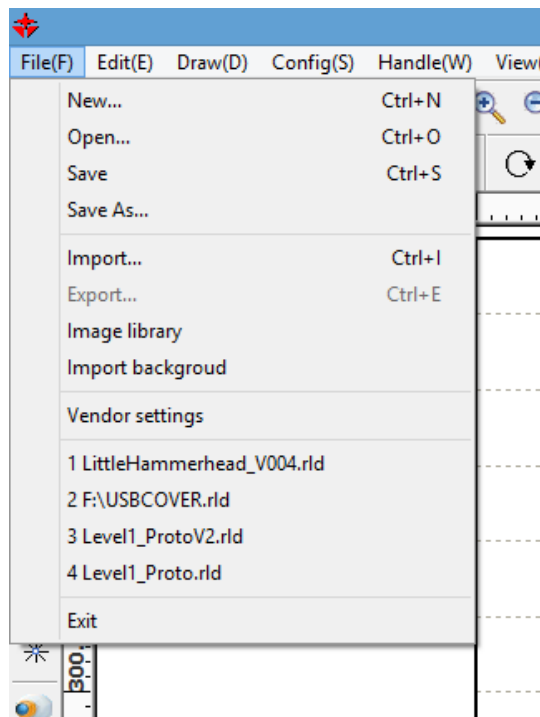 File(F) Edit(E) Draw(D) Config(S) Handle(W) View(
New... Ctrl+N
Open... Ctrl+O
Save Ctrl+S
Save As...
Import... Ctrl+I
Export... Ctrl+E
Image library
Import backgroud
Vendor settings
1 LittleHammerhead_V004.rld
2 F:\USBCOVER.rld
3 Level1_ProtoV2.rld
4 Level1_Proto.rld
Exit
300